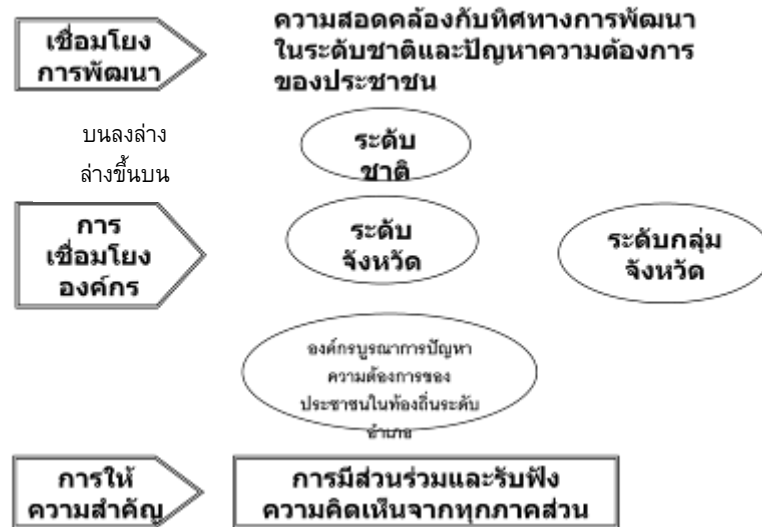 เชื่อมโยง
การพัฒนา
ความสอดคล้องกับทิศทางการพัฒนา
ในระดับชาติและปัญหาความต้องการ
ของประชาชน
บนลงล่าง
ล่างขึ้นบน
ระดับ
ชาติ
การ
เชื่อมโยง
องค์กร
ระดับ
จังหวัด
ระดับกลุ่ม
จังหวัด
องค์กรบูรณาการปัญหา
ความต้องการของ
ประชาชนในท้องถิ่นระดับ
อำเภอ
การให้
ความสำคัญ
การมีส่วนร่วมและรับฟัง
ความคิดเห็นจากทุกภาคส่วน